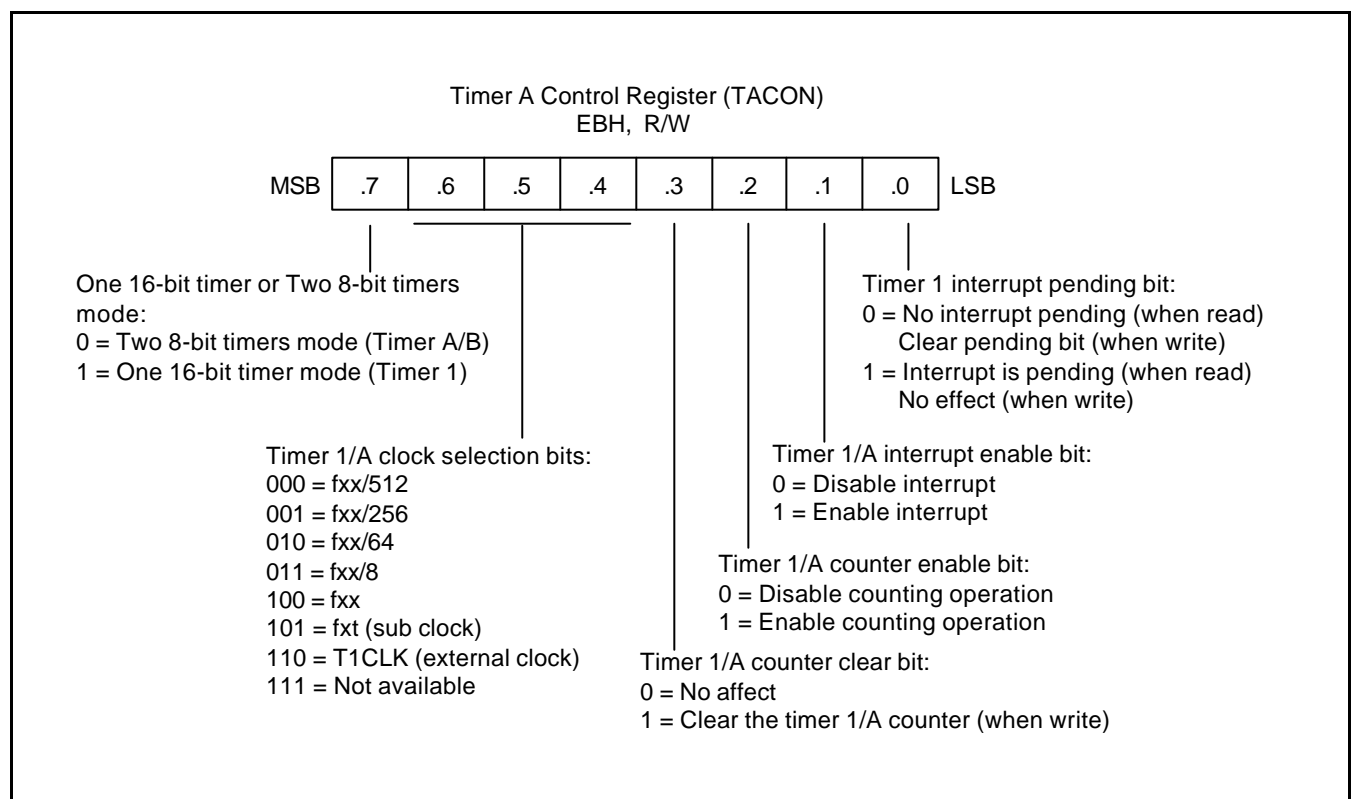 Timer A Control Register (TACON)
EBH, R/W
MSB .7 .6 .5 .4 .3 .2 .1 .0 LSB
One 16-bit timer or Two 8-bit timers
mode:
0 = Two 8-bit timers mode (Timer A/B)
1 = One 16-bit timer mode (Timer 1)
Timer 1 interrupt pending bit:
0 = No interrupt pending (when read)
Clear pending bit (when write)
1 = Interrupt is pending (when read)
No effect (when write)
Timer 1/A clock selection bits:
000 = fxx/512
001 = fxx/256
010 = fxx/64
011 = fxx/8
100 = fxx
101 = fxt (sub clock)
110 = T1CLK (external clock)
111 = Not available
Timer 1/A interrupt enable bit:
0 = Disable interrupt
1 = Enable interrupt
Timer 1/A counter enable bit:
0 = Disable counting operation
1 = Enable counting operation
Timer 1/A counter clear bit:
0 = No affect
1 = Clear the timer 1/A counter (when write)